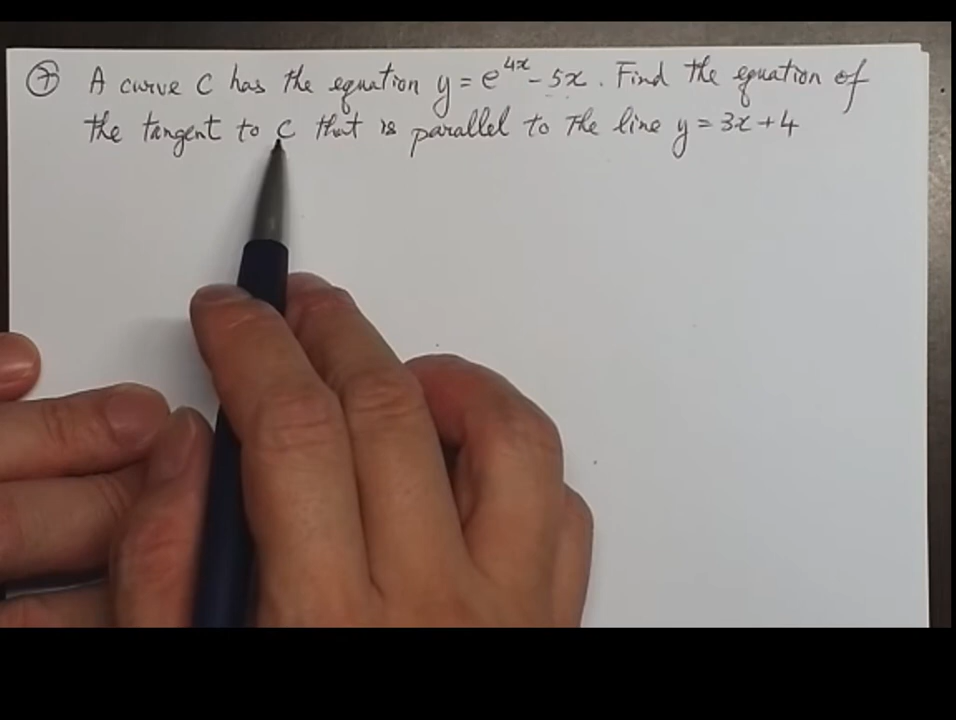 ⑦ A curve C has the equation y = e^{4x} - 5x. Find the equation of
the tangent to C that is parallel to the line y = 3x + 4